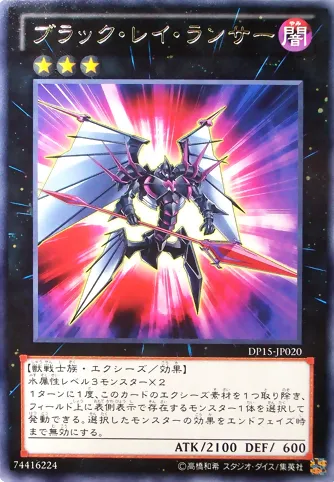 ブラック・レイ・ランサー
闇
DP15-JP020
【獣戦士族・エクシーズ/効果】
水属性レベル3モンスター×2
1ターンに1度、このカードのエクシーズ素材を1つ取り除き、
フィールド上に表側表示で存在するモンスター1体を選択して
発動できる。選択したモンスターの効果をエンドフェイズ時
まで無効にする。
ATK/2100 DEF/ 600
74416224
©高橋和希 スタジオ・ダイス/集英社